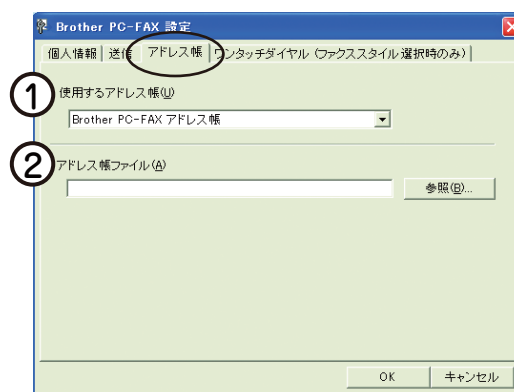 Brother PC-FAX 設定
個人情報 送信 アドレス帳 ワンタッチダイヤル (ファクススタイル選択時のみ)
① 使用するアドレス帳(U)
Brother PC-FAX アドレス帳
② アドレス帳ファイル(A)
参照(B)...
OK キャンセル